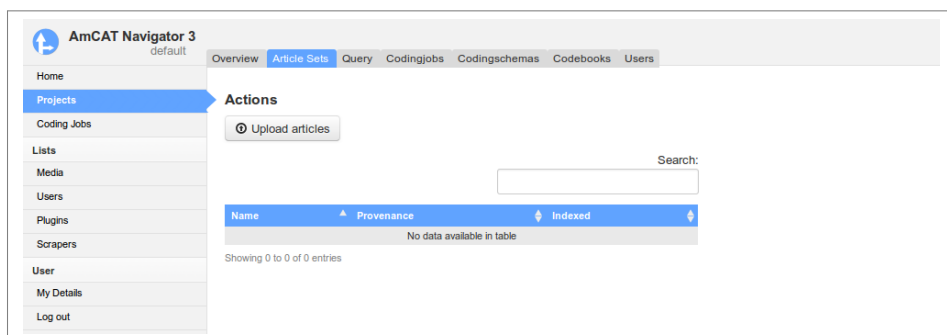 AmCAT Navigator 3
default
Overview Article Sets Query Codingjobs Codingschemas Codebooks Users
Home
Projects
Coding Jobs
Lists
Media
Users
Plugins
Scrapers
User
My Details
Log out
Actions
Upload articles
Search:
Name Provenance Indexed
No data available in table
Showing 0 to 0 of 0 entries